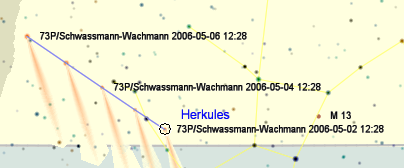 73P/Schwassmann-Wachmann 2006-05-06 12:28
73P/Schwassmann-Wachmann 2006-05-04 12:28
Herkules
M 13
73P/Schwassmann-Wachmann 2006-05-02 12:28